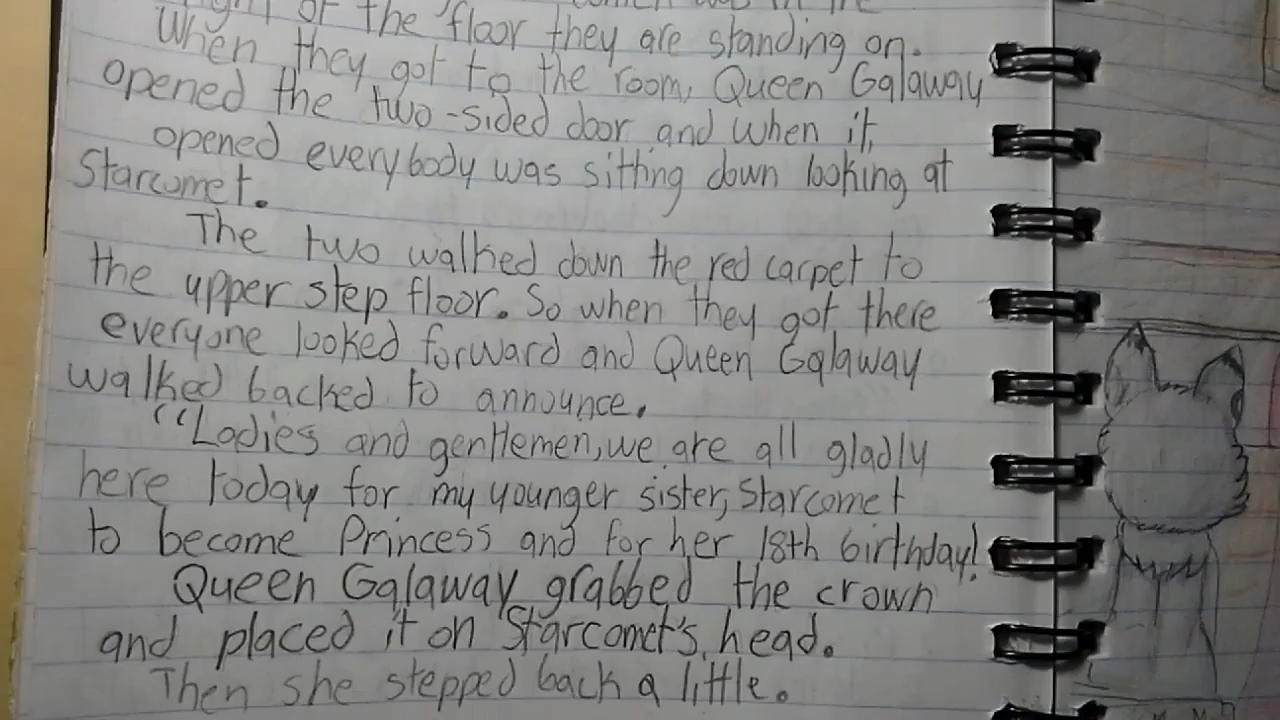 of the floor they are standing on.
When they got to the room, Queen Galaway
opened the two-sided door and when it,
opened everybody was sitting down looking at
Starcomet.
The two walked down the red carpet to
the upper step floor. So when they got there
everyone looked forward and Queen Galaway
walked backed to announce.
"Ladies and gentlemen, we are all gladly
here today for my younger sister, Starcomet
to become Princess and for her 18th birthday!
Queen Galaway grabbed the crown
and placed it on Starcomet's head.
Then she stepped back a little.